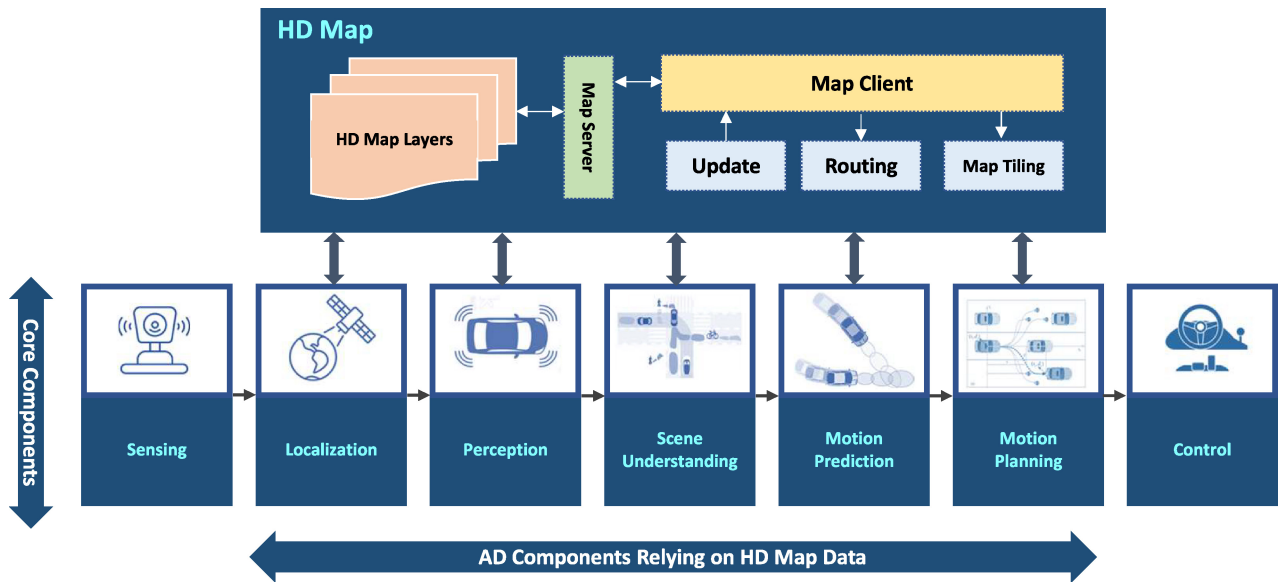 HD Map
HD Map Layers
Map Server
Map Client
Update
Routing
Map Tiling
Core Components
Sensing
Localization
Perception
Scene
Understanding
Motion
Prediction
Motion
Planning
Control
AD Components Relying on HD Map Data